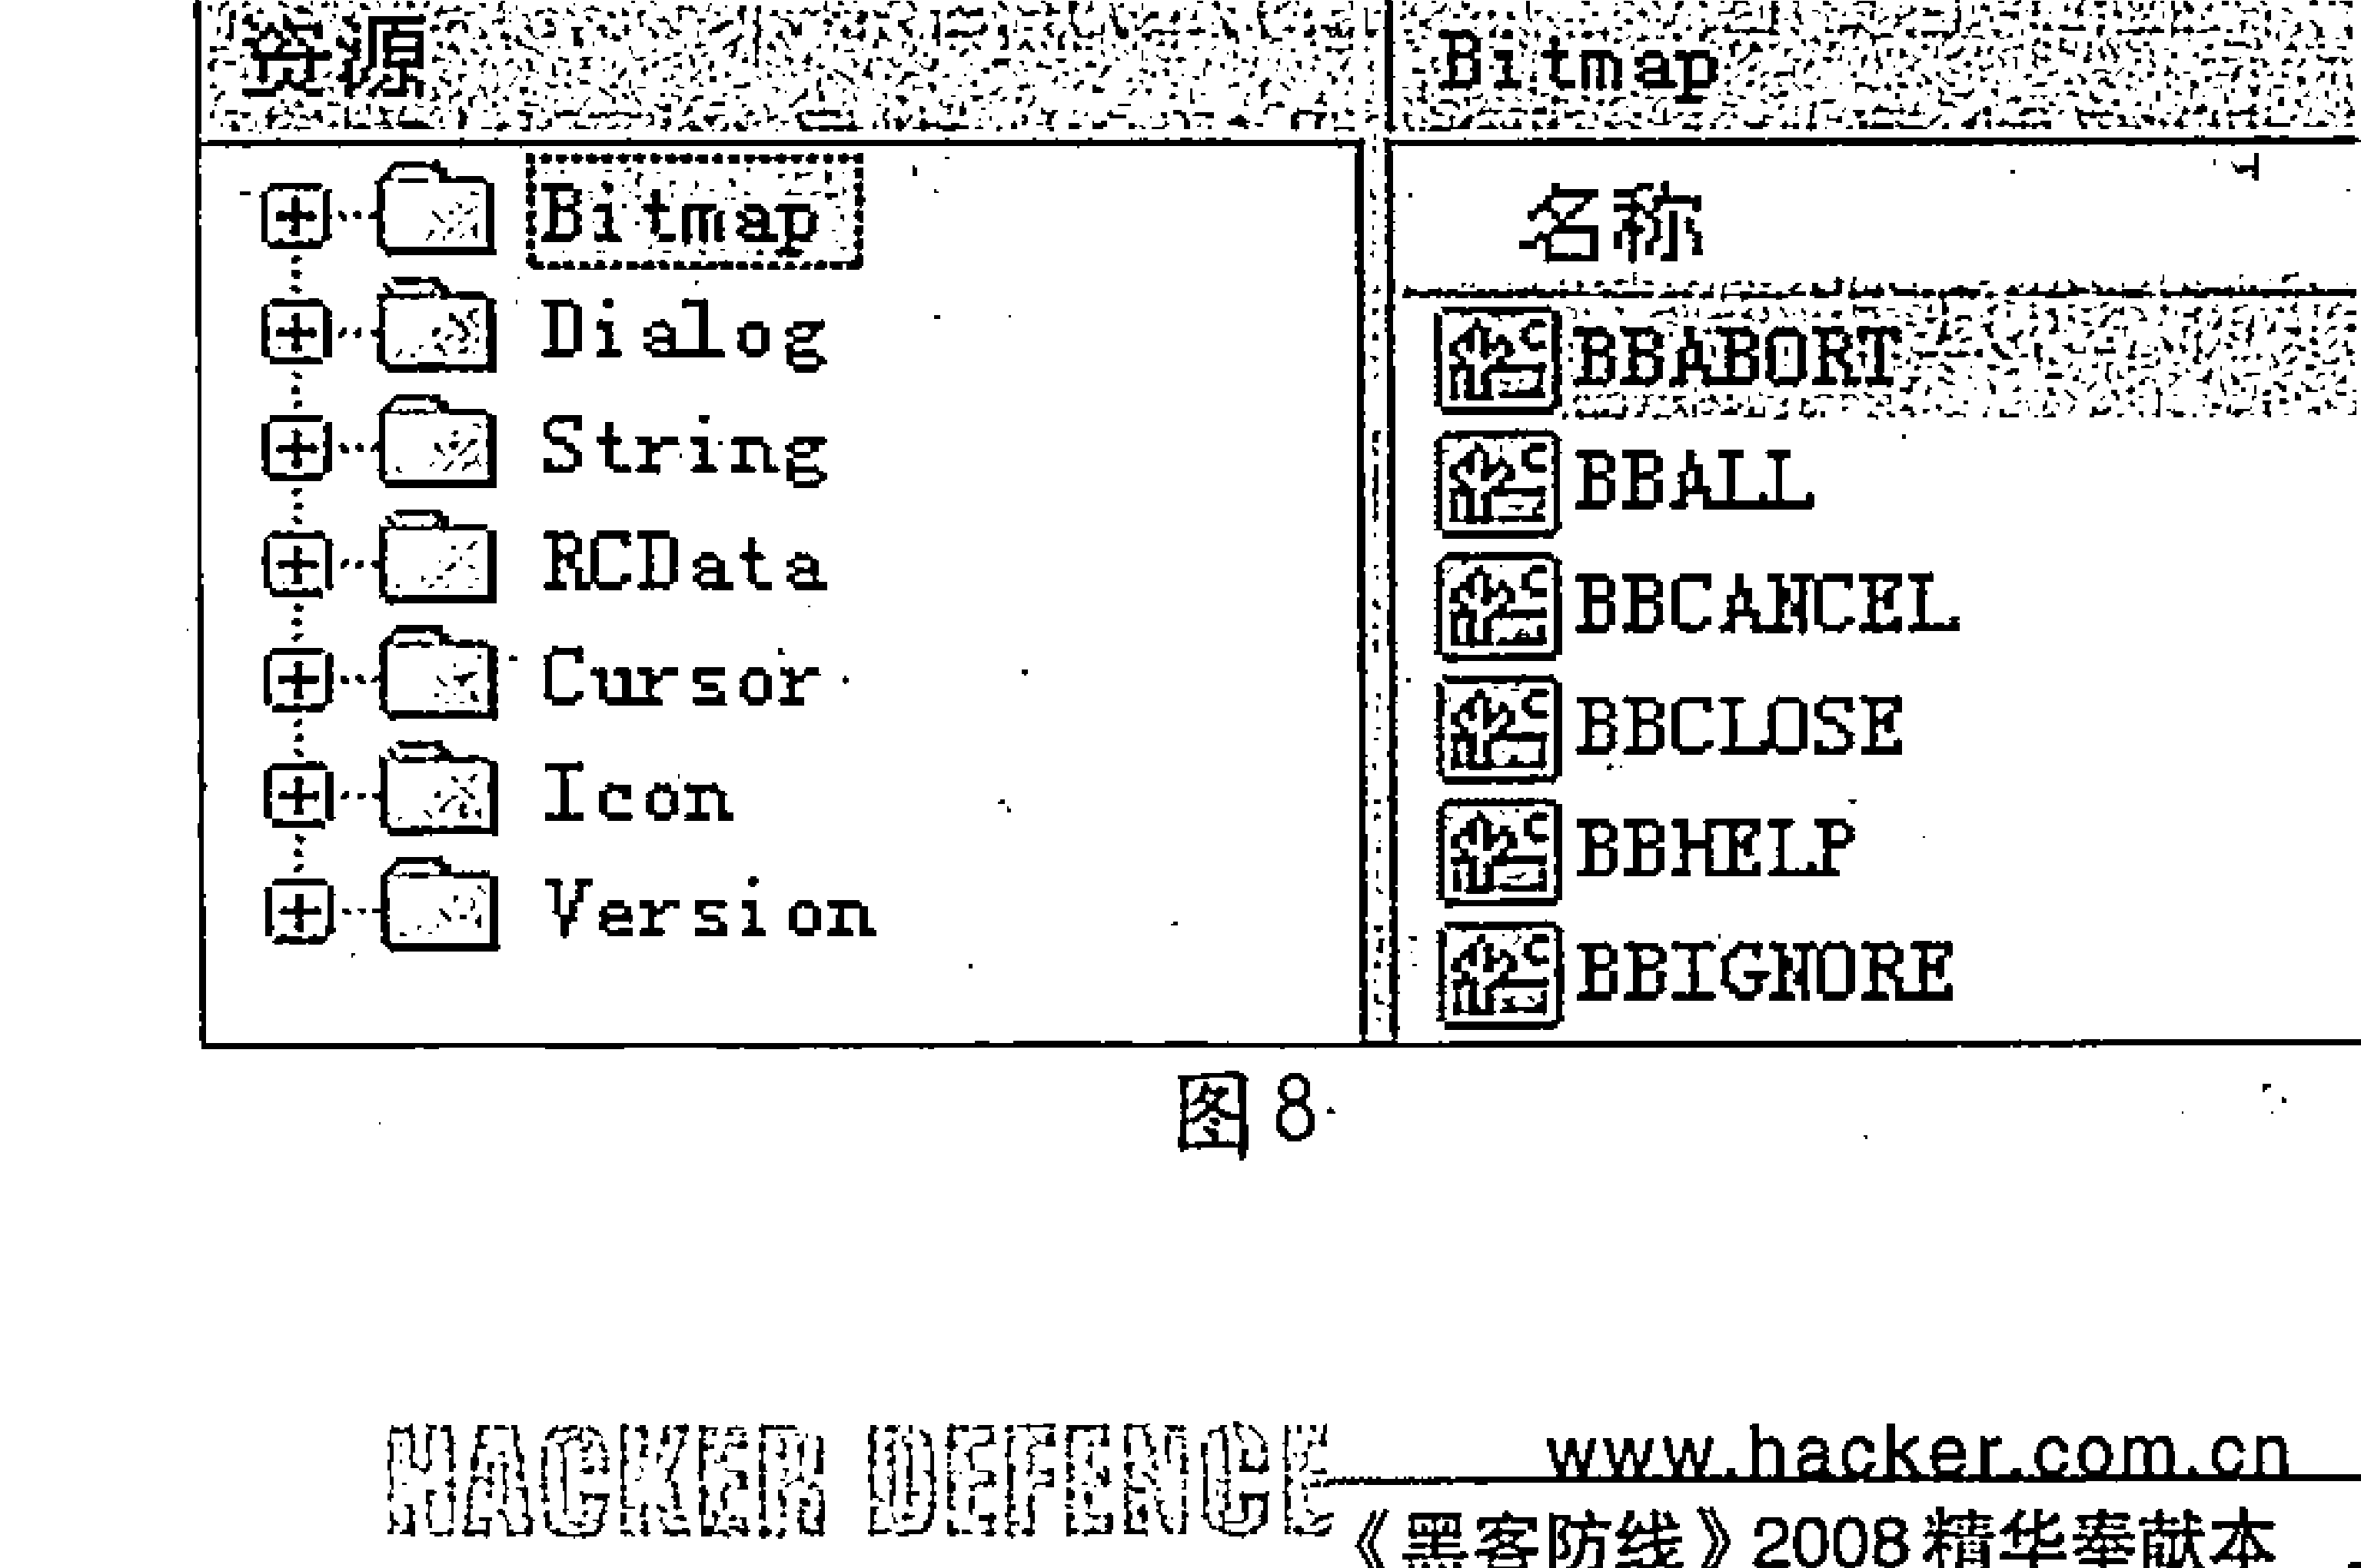 资源
Bitmap
Dialog
String
RCData
Cursor
Icon
Version
Bitmap
名称
BBABORT
BBALL
BBCANCEL
BBCLOSE
BBHELP
BBIGNORE
图8
HACKER DEFENCE
www.hacker.com.cn
《黑客防线》2008精华奉献本